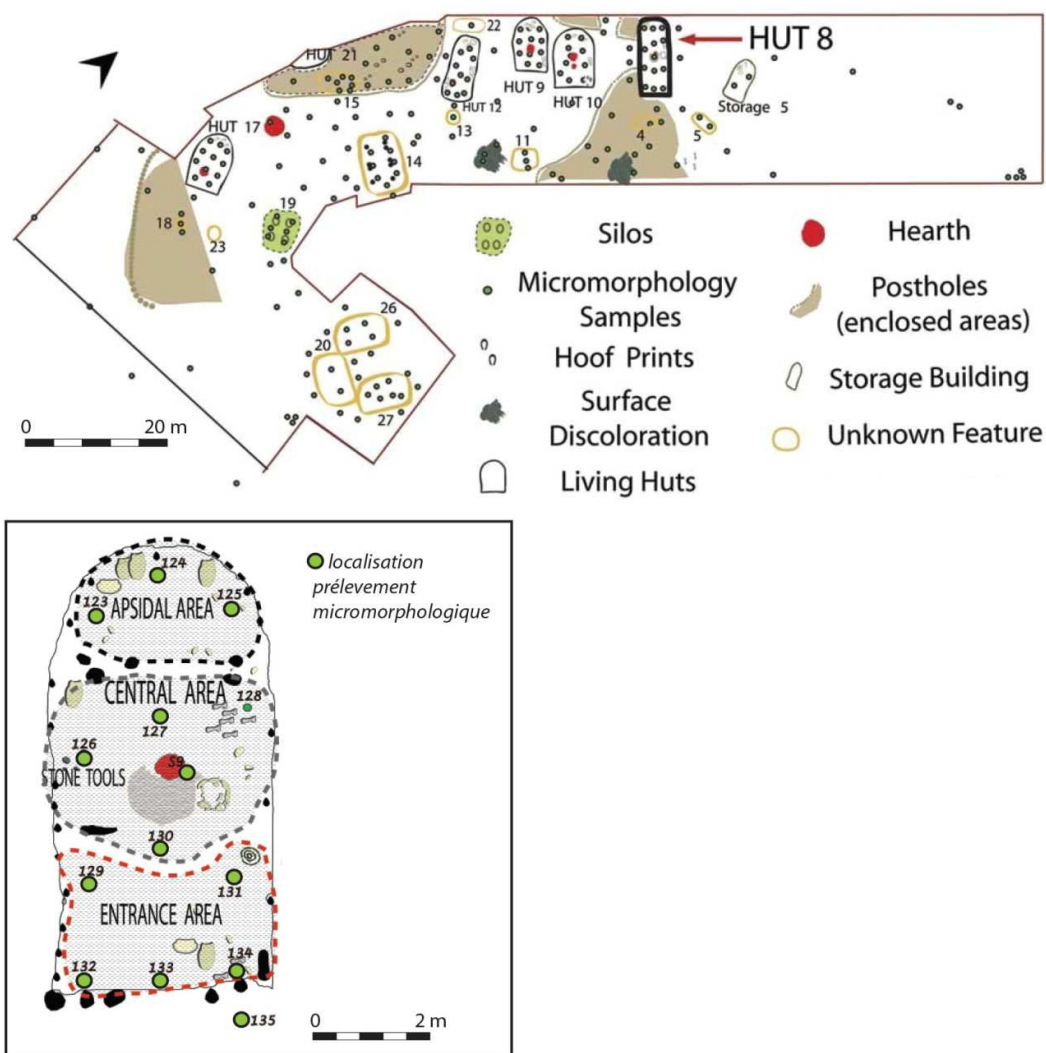 22
HUT 21
HUT 8
HUT 9
HUT 10
HUT 12
Storage 5
15
HUT 17
13
11
4
5
14
18
23
19
26
20
27
0 20 m
Silos
Micromorphology
Samples
Hoof Prints
Surface
Discoloration
Living Huts
Hearth
Postholes
(enclosed areas)
Storage Building
Unknown Feature
localisation
prélevement
micromorphologique
124
123
125
APSIDAL AREA
CENTRAL AREA
128
127
126
S9
STONE TOOLS
130
129
131
ENTRANCE AREA
134
132
133
135
0 2 m